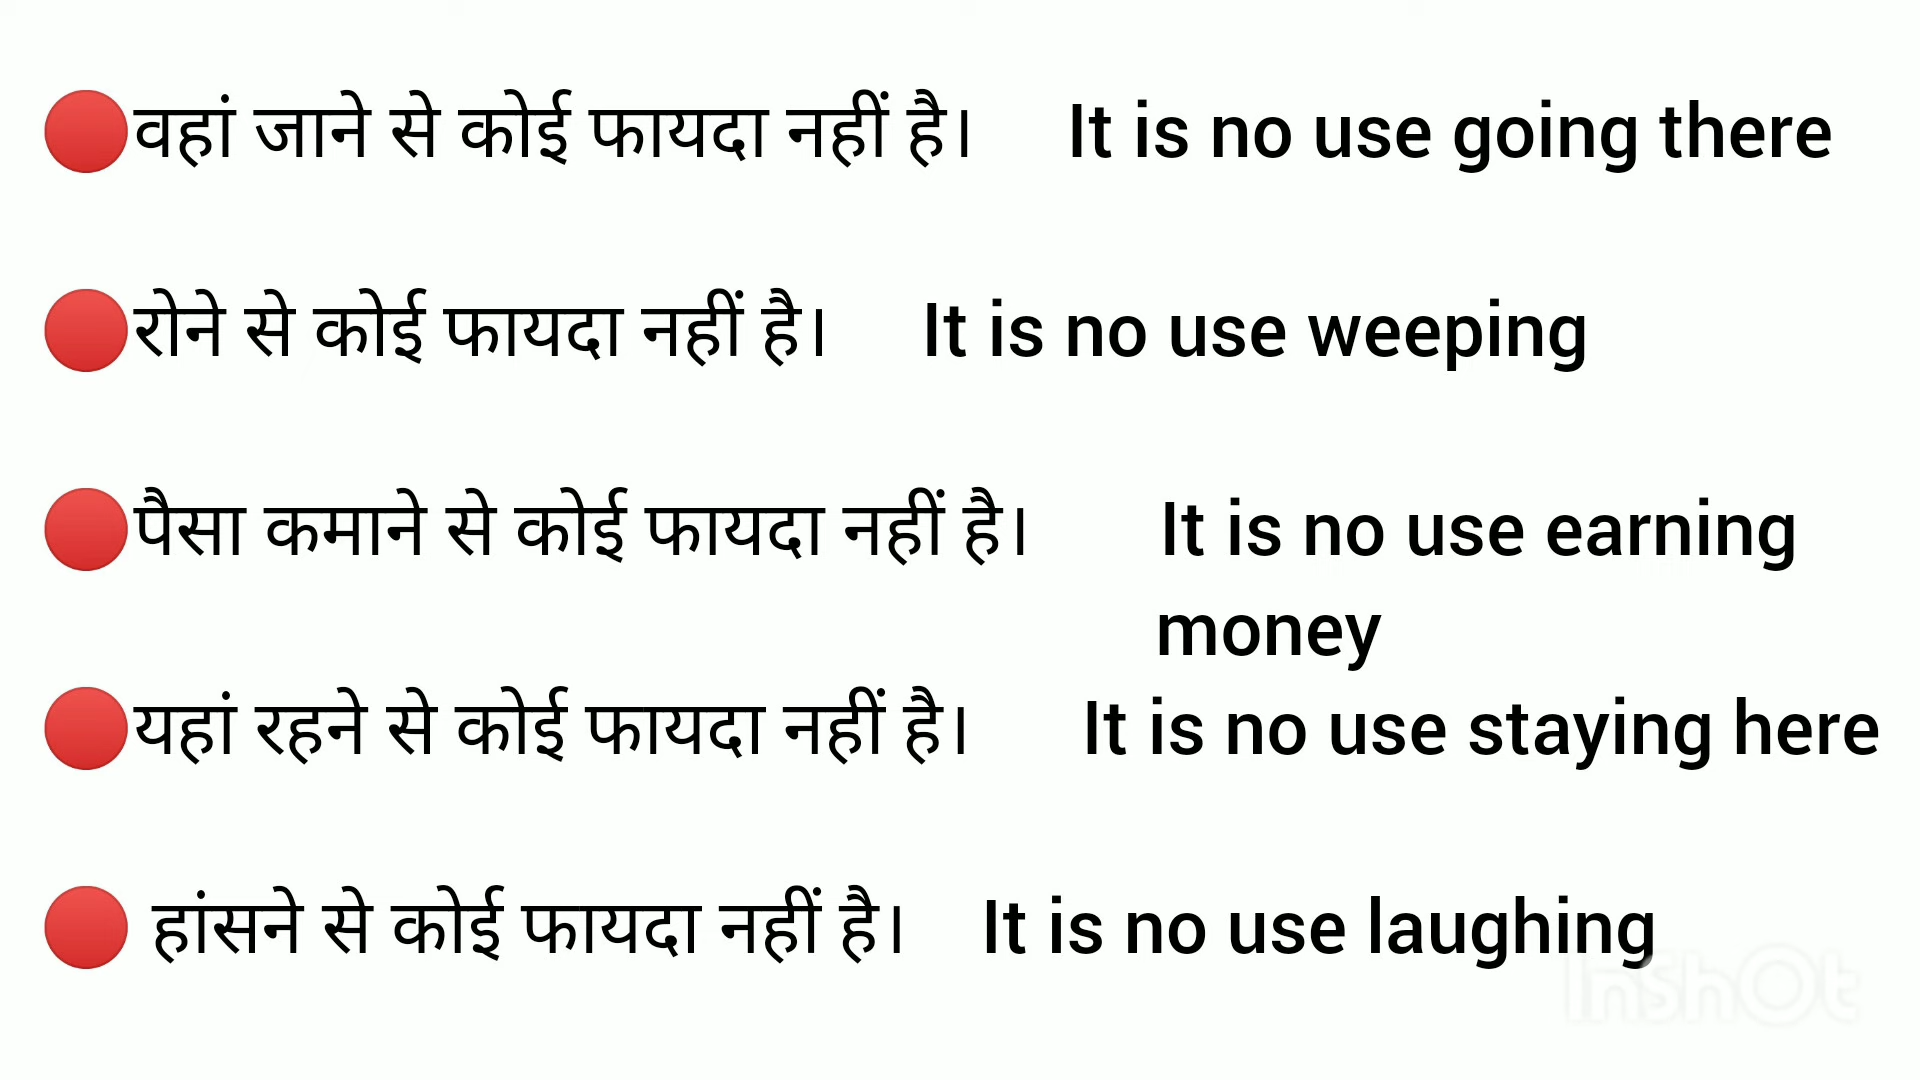 वहां जाने से कोई फायदा नहीं है। It is no use going there
रोने से कोई फायदा नहीं है। It is no use weeping
पैसा कमाने से कोई फायदा नहीं है। It is no use earning
money
यहां रहने से कोई फायदा नहीं है। It is no use staying here
हांसने से कोई फायदा नहीं है। It is no use laughing
InShOt